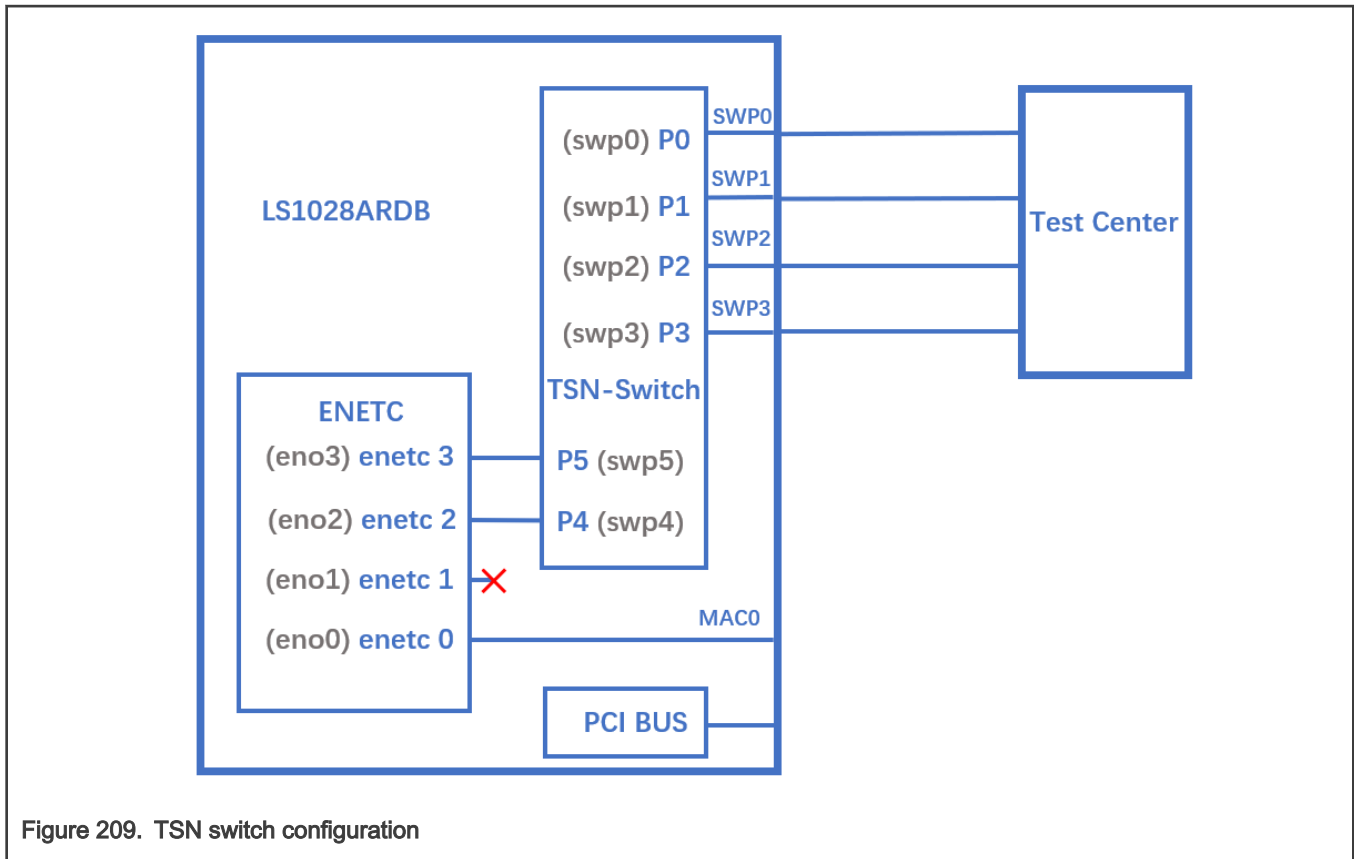 LS1028ARDB
(swp0) P0
SWP0
(swp1) P1
SWP1
(swp2) P2
SWP2
(swp3) P3
SWP3
TSN-Switch
P5 (swp5)
P4 (swp4)
Test Center
ENETC
(eno3) enetc 3
(eno2) enetc 2
(eno1) enetc 1
(eno0) enetc 0
MAC0
PCI BUS
Figure 209. TSN switch configuration